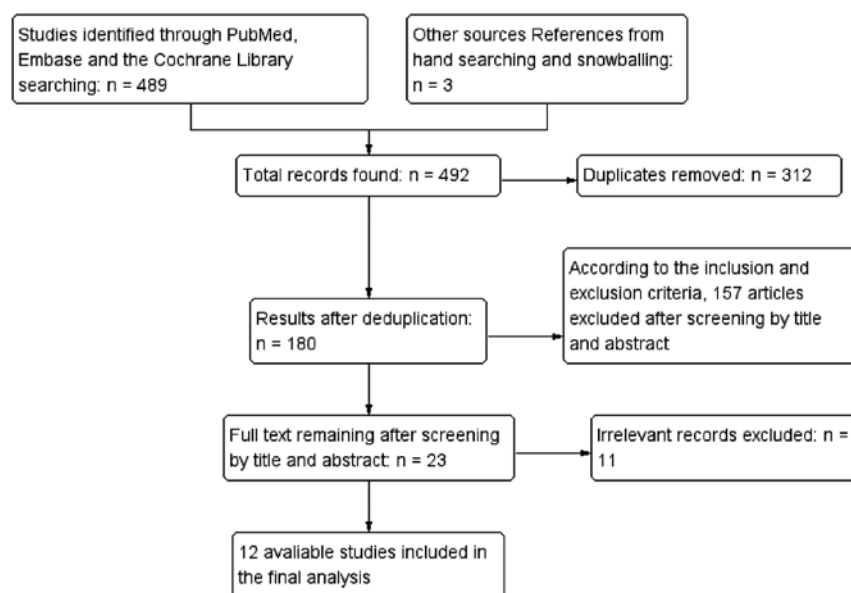 Studies identified through PubMed,
Embase and the Cochrane Library
searching: n = 489
Other sources References from
hand searching and snowballing:
n = 3
Total records found: n = 492
Duplicates removed: n = 312
According to the inclusion and
exclusion criteria, 157 articles
excluded after screening by title
and abstract
Results after deduplication:
n = 180
Full text remaining after screening
by title and abstract: n = 23
Irrelevant records excluded: n =
11
12 avaliable studies included in
the final analysis